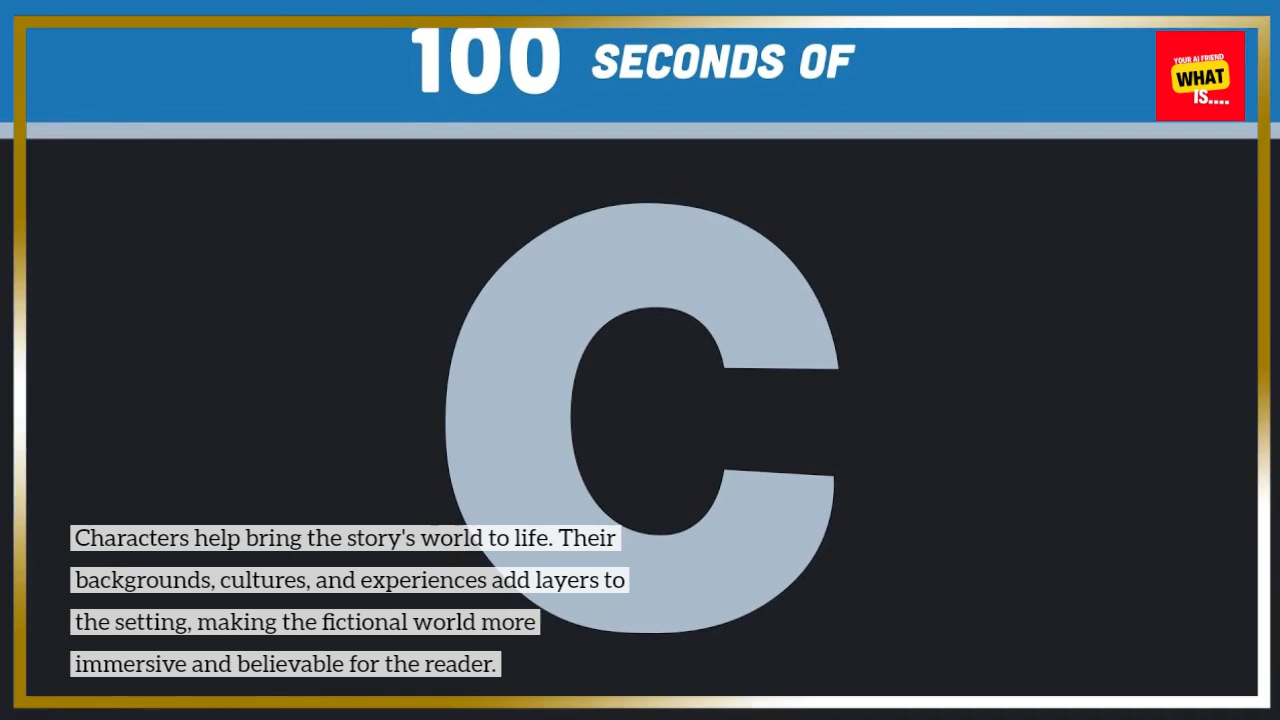 100 SECONDS OF
YOUR AI FRIEND
WHAT
IS....
C
Characters help bring the story's world to life. Their
backgrounds, cultures, and experiences add layers to
the setting, making the fictional world more
immersive and believable for the reader.